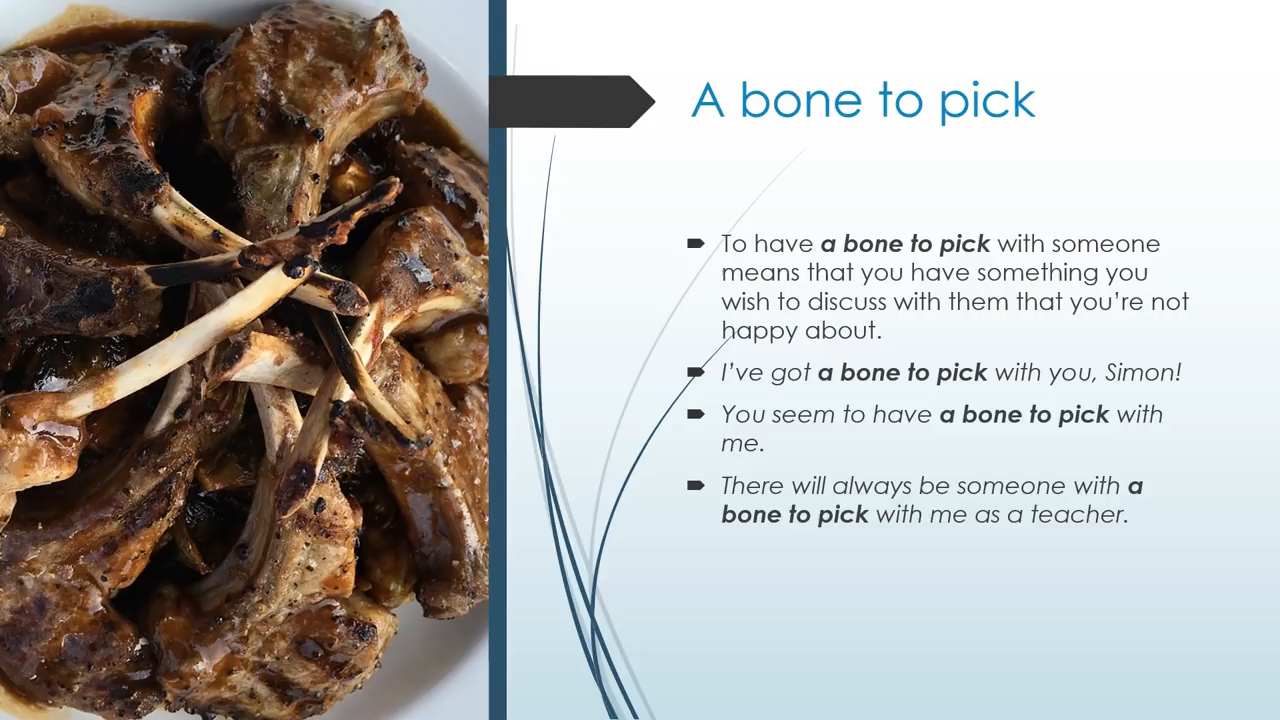 A bone to pick
To have a bone to pick with someone
means that you have something you
wish to discuss with them that you’re not
happy about.
I’ve got a bone to pick with you, Simon!
You seem to have a bone to pick with
me.
There will always be someone with a
bone to pick with me as a teacher.